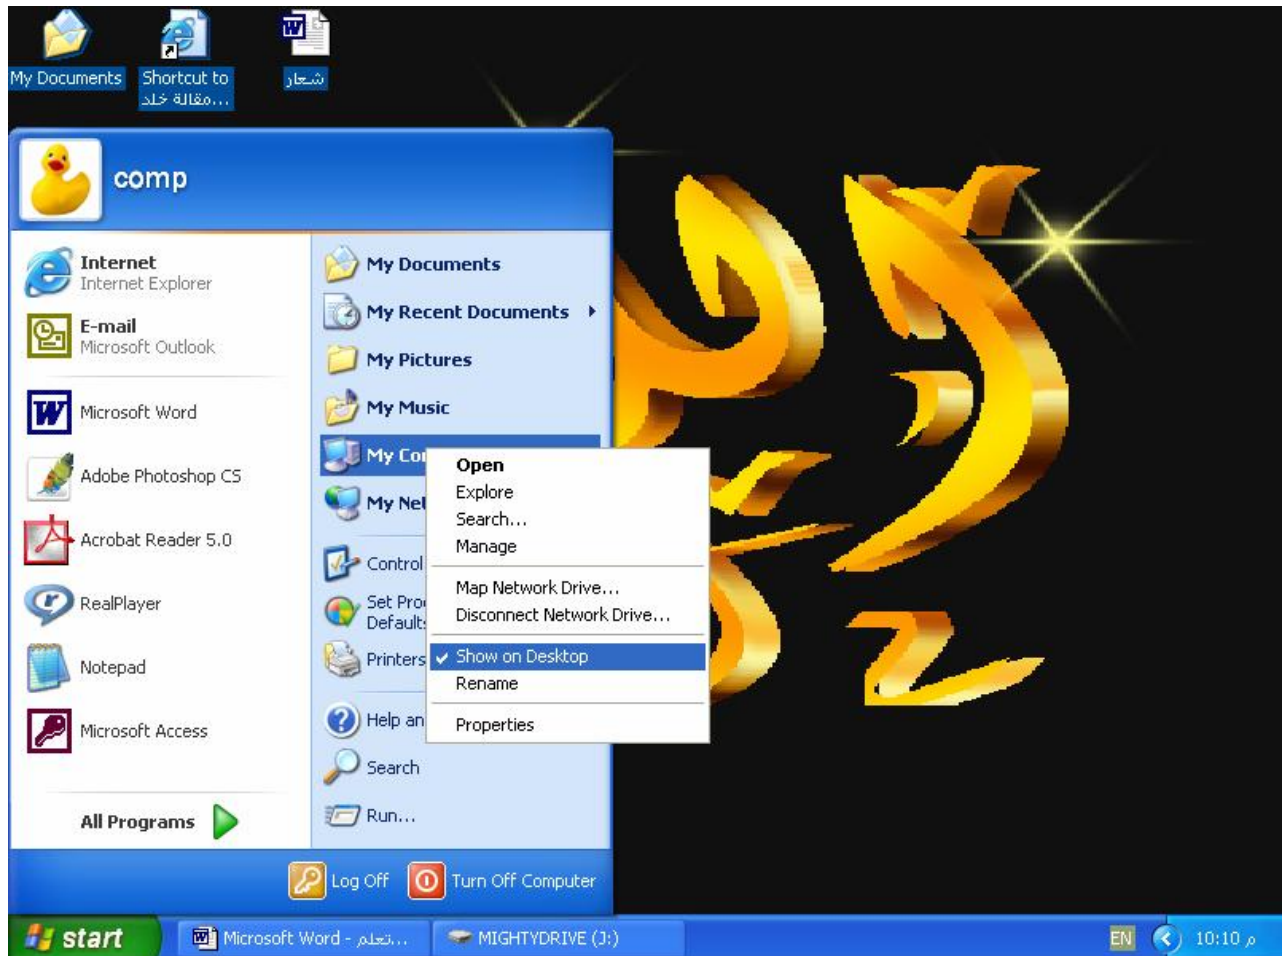 My Documents
Shortcut to
مقالة خلد...
شعار
comp
Internet
Internet Explorer
E-mail
Microsoft Outlook
Microsoft Word
Adobe Photoshop CS
Acrobat Reader 5.0
RealPlayer
Notepad
Microsoft Access
All Programs
My Documents
My Recent Documents
My Pictures
My Music
My Co
My Net
Control
Set Pro
Default
Printers
Help an
Search
Run...
Open
Explore
Search...
Manage
Map Network Drive...
Disconnect Network Drive...
Show on Desktop
Rename
Properties
Log Off
Turn Off Computer
start
Microsoft Word - تعلم...
MIGHTYDRIVE (J:)
EN
10:10 م